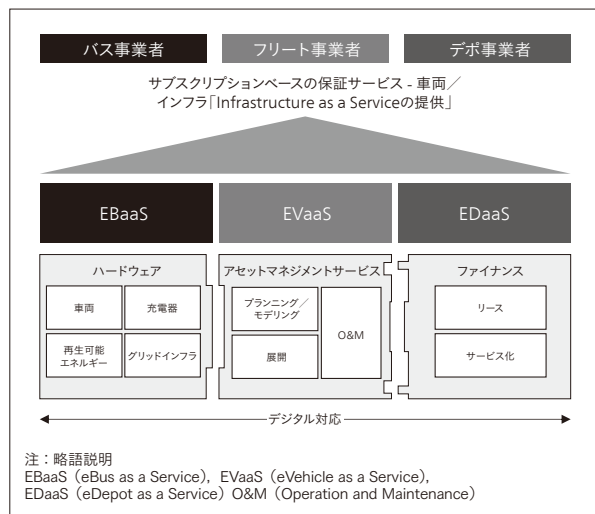 バス事業者
フリート事業者
デポ事業者
サブスクリプションベースの保証サービス - 車両／
インフラ「Infrastructure as a Serviceの提供」
EBaaS
EVaaS
EDaaS
ハードウェア
車両
充電器
再生可能
エネルギー
グリッドインフラ
アセットマネジメントサービス
プランニング／
モデリング
展開
O&M
ファイナンス
リース
サービス化
デジタル対応
注：略語説明
EBaaS（eBus as a Service），EVaaS（eVehicle as a Service），
EDaaS（eDepot as a Service）O&M（Operation and Maintenance）